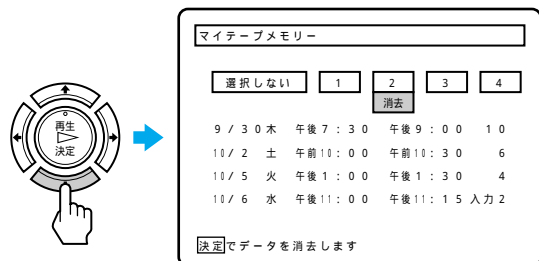 マイテープメモリー
選択しない 1 2 3 4
消去
再生
決定
9/30木 午後7:30 午後9:00 10
10/2 土 午前10:00 午前10:30 6
10/5 火 午後1:00 午後1:30 4
10/6 水 午後11:00 午後11:15 入力2
決定でデータを消去します